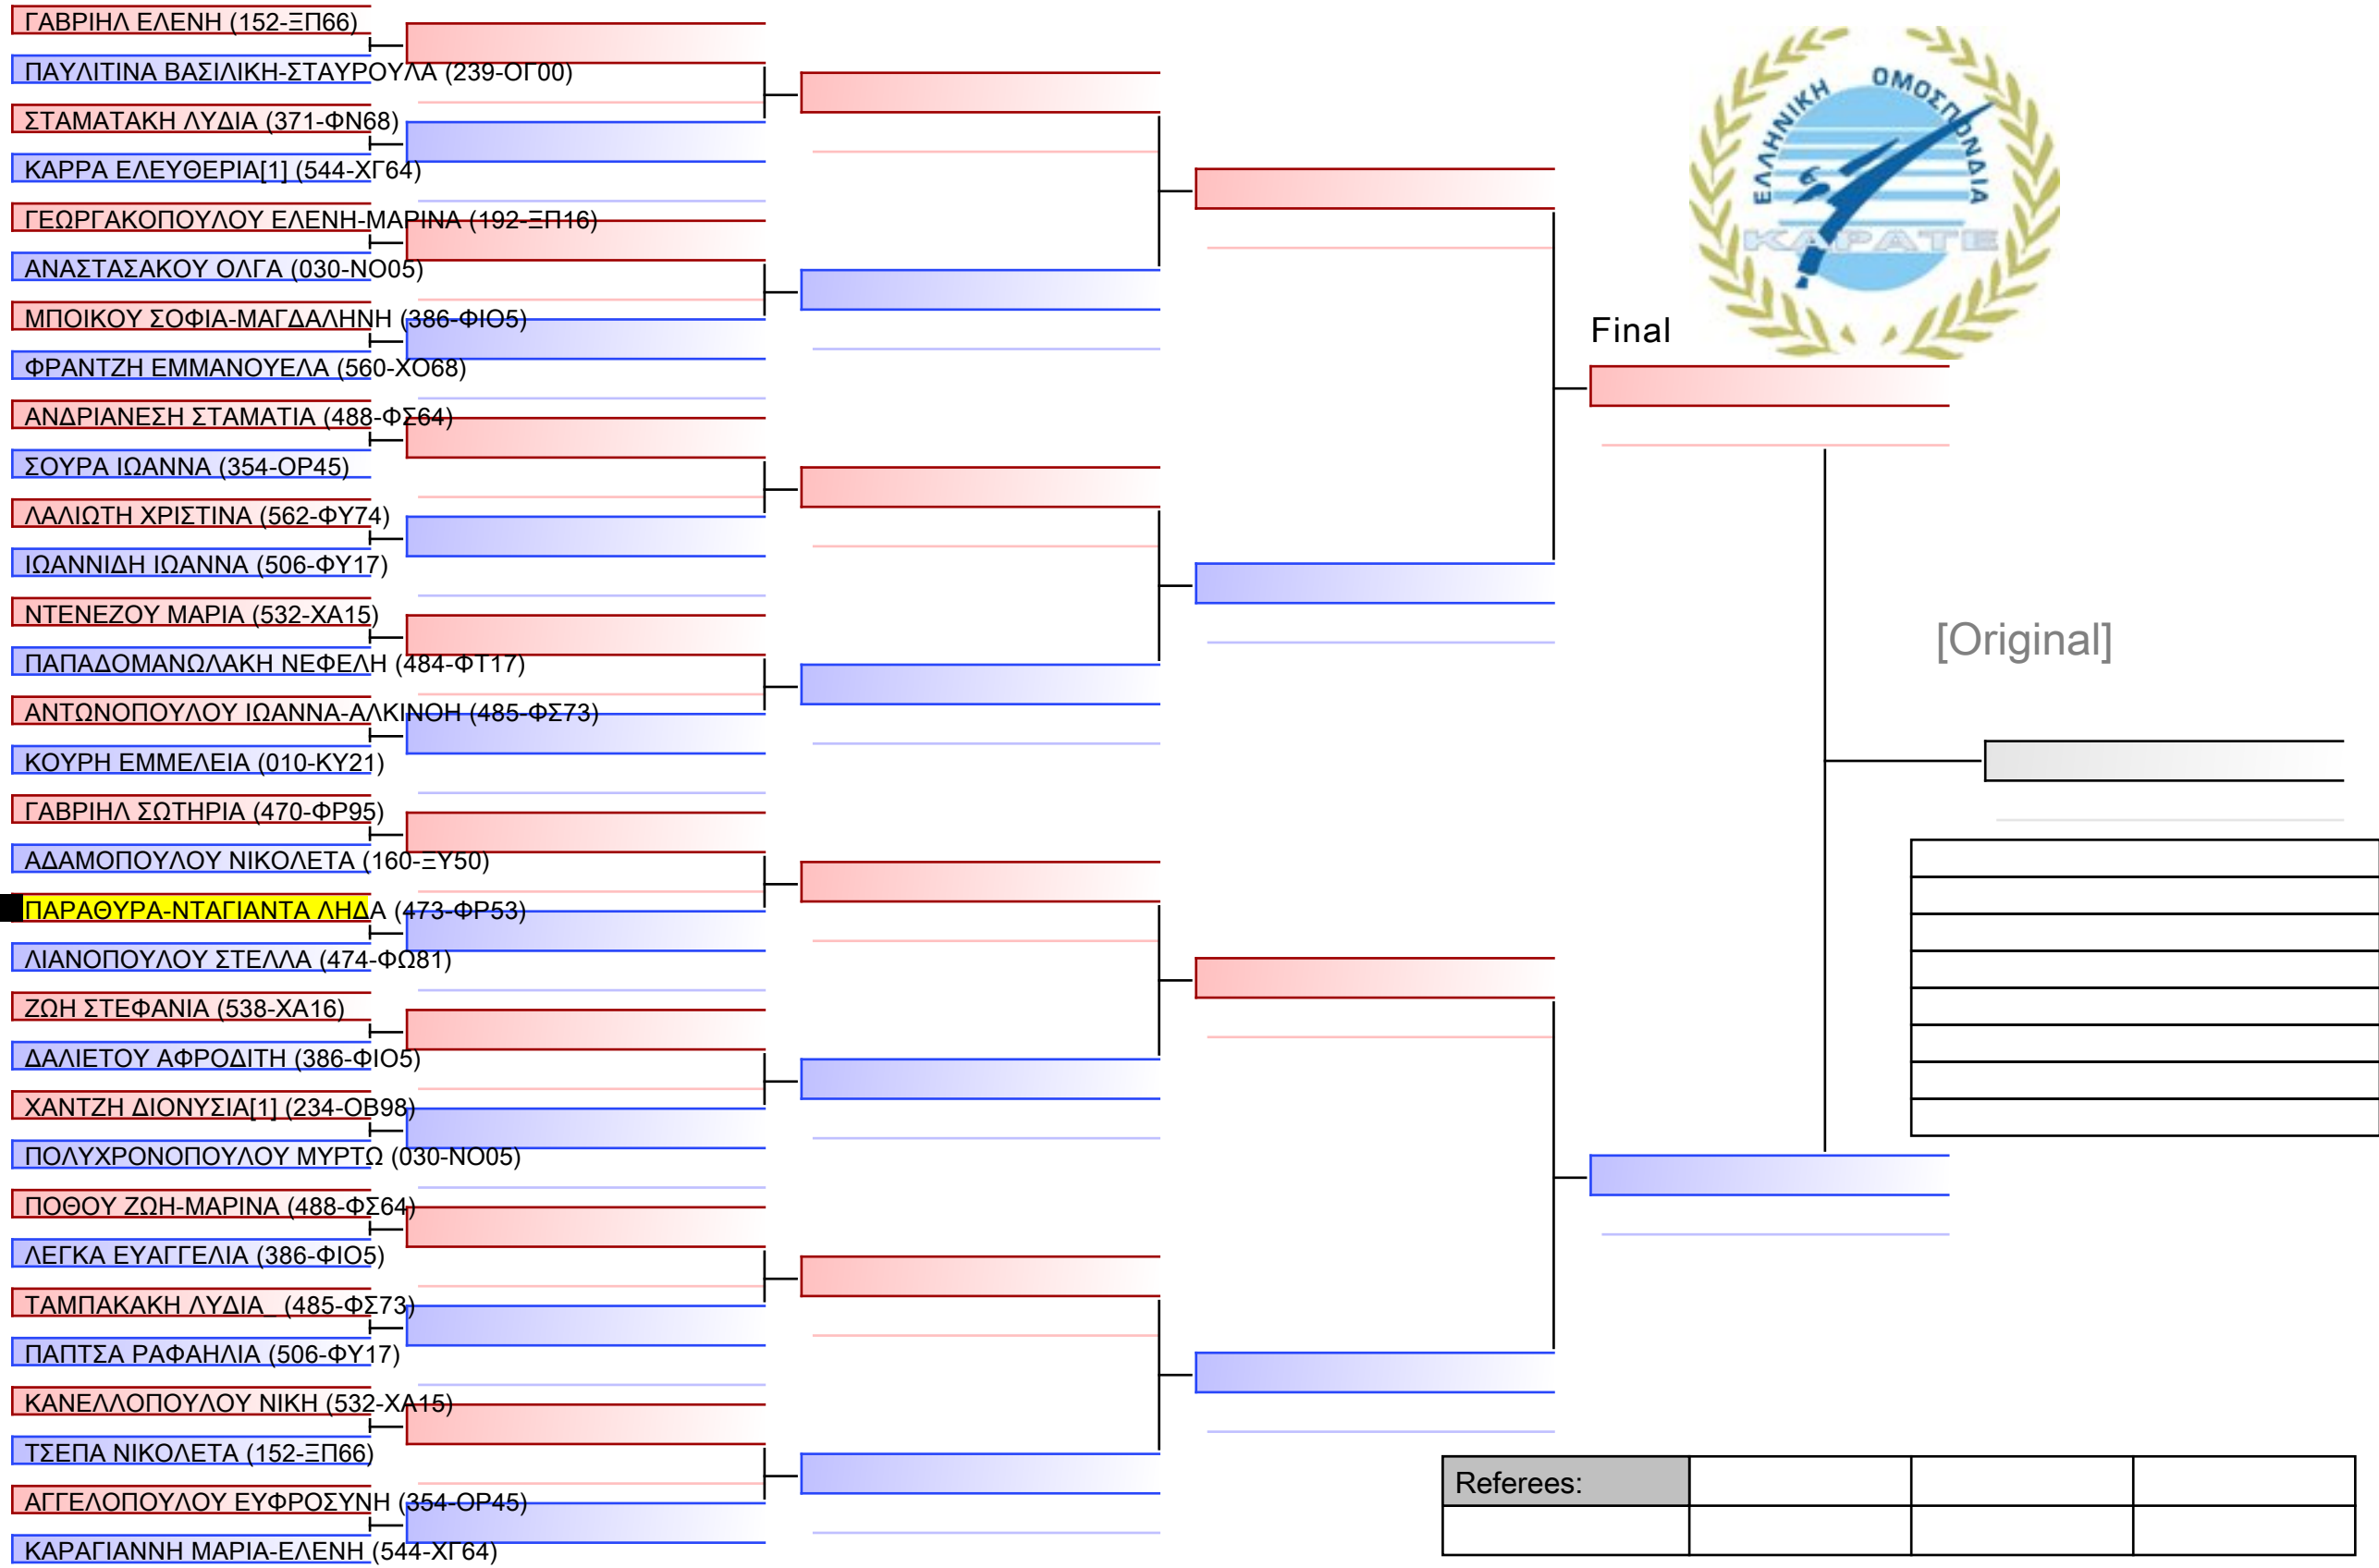 ΓΑΒΡΙΗΛ ΕΛΕΝΗ (152-ΞΠ66)
ΠΑΥΛΙΤΙΝΑ ΒΑΣΙΛΙΚΗ-ΣΤΑΥΡΟΥΛΑ (239-ΟΓ00)
ΣΤΑΜΑΤΑΚΗ ΛΥΔΙΑ (371-ΦΝ68)
ΚΑΡΡΑ ΕΛΕΥΘΕΡΙΑ[1] (544-ΧΓ64)
ΓΕΩΡΓΑΚΟΠΟΥΛΟΥ ΕΛΕΝΗ-ΜΑΡΙΝΑ (192-ΞΠ16)
ΑΝΑΣΤΑΣΑΚΟΥ ΟΛΓΑ (030-ΝΟ05)
ΜΠΟΙΚΟΥ ΣΟΦΙΑ-ΜΑΓΔΑΛΗΝΗ (386-ΦΙΟ5)
ΦΡΑΝΤΖΗ ΕΜΜΑΝΟΥΕΛΑ (560-ΧΟ68)
ΑΝΔΡΙΑΝΕΣΗ ΣΤΑΜΑΤΙΑ (488-ΦΣ64)
ΣΟΥΡΑ ΙΩΑΝΝΑ (354-ΟΡ45)
ΛΑΛΙΩΤΗ ΧΡΙΣΤΙΝΑ (562-ΦΥ74)
ΙΩΑΝΝΙΔΗ ΙΩΑΝΝΑ (506-ΦΥ17)
ΝΤΕΝΕΖΟΥ ΜΑΡΙΑ (532-ΧΑ15)
ΠΑΠΑΔΟΜΑΝΩΛΑΚΗ ΝΕΦΕΛΗ (484-ΦΤ17)
ΑΝΤΩΝΟΠΟΥΛΟΥ ΙΩΑΝΝΑ-ΑΛΚΙΝΟΗ (485-ΦΣ73)
ΚΟΥΡΗ ΕΜΜΕΛΕΙΑ (010-ΚΥ21)
ΓΑΒΡΙΗΛ ΣΩΤΗΡΙΑ (470-ΦΡ95)
ΑΔΑΜΟΠΟΥΛΟΥ ΝΙΚΟΛΕΤΑ (160-ΞΥ50)
ΠΑΡΑΘΥΡΑ-ΝΤΑΓΙΑΝΤΑ ΛΗΔΑ (473-ΦΡ53)
ΛΙΑΝΟΠΟΥΛΟΥ ΣΤΕΛΛΑ (474-ΦΩ81)
ΖΩΗ ΣΤΕΦΑΝΙΑ (538-ΧΑ16)
ΔΑΛΙΕΤΟΥ ΑΦΡΟΔΙΤΗ (386-ΦΙΟ5)
ΧΑΝΤΖΗ ΔΙΟΝΥΣΙΑ[1] (234-ΟΒ98)
ΠΟΛΥΧΡΟΝΟΠΟΥΛΟΥ ΜΥΡΤΩ (030-ΝΟ05)
ΠΟΘΟΥ ΖΩΗ-ΜΑΡΙΝΑ (488-ΦΣ64)
ΛΕΓΚΑ ΕΥΑΓΓΕΛΙΑ (386-ΦΙΟ5)
ΤΑΜΠΑΚΑΚΗ ΛΥΔΙΑ_ (485-ΦΣ73)
ΠΑΠΤΣΑ ΡΑΦΑΗΛΙΑ (506-ΦΥ17)
ΚΑΝΕΛΛΟΠΟΥΛΟΥ ΝΙΚΗ (532-ΧΑ15)
ΤΣΕΠΑ ΝΙΚΟΛΕΤΑ (152-ΞΠ66)
ΑΓΓΕΛΟΠΟΥΛΟΥ ΕΥΦΡΟΣΥΝΗ (354-ΟΡ45)
ΚΑΡΑΓΙΑΝΝΗ ΜΑΡΙΑ-ΕΛΕΝΗ (544-ΧΓ64)
ΕΛΛΗΝΙΚΗ ΟΜΟΣΠΟΝΔΙΑ
ΚΑΡΑΤΕ
Final
[Original]
Referees: